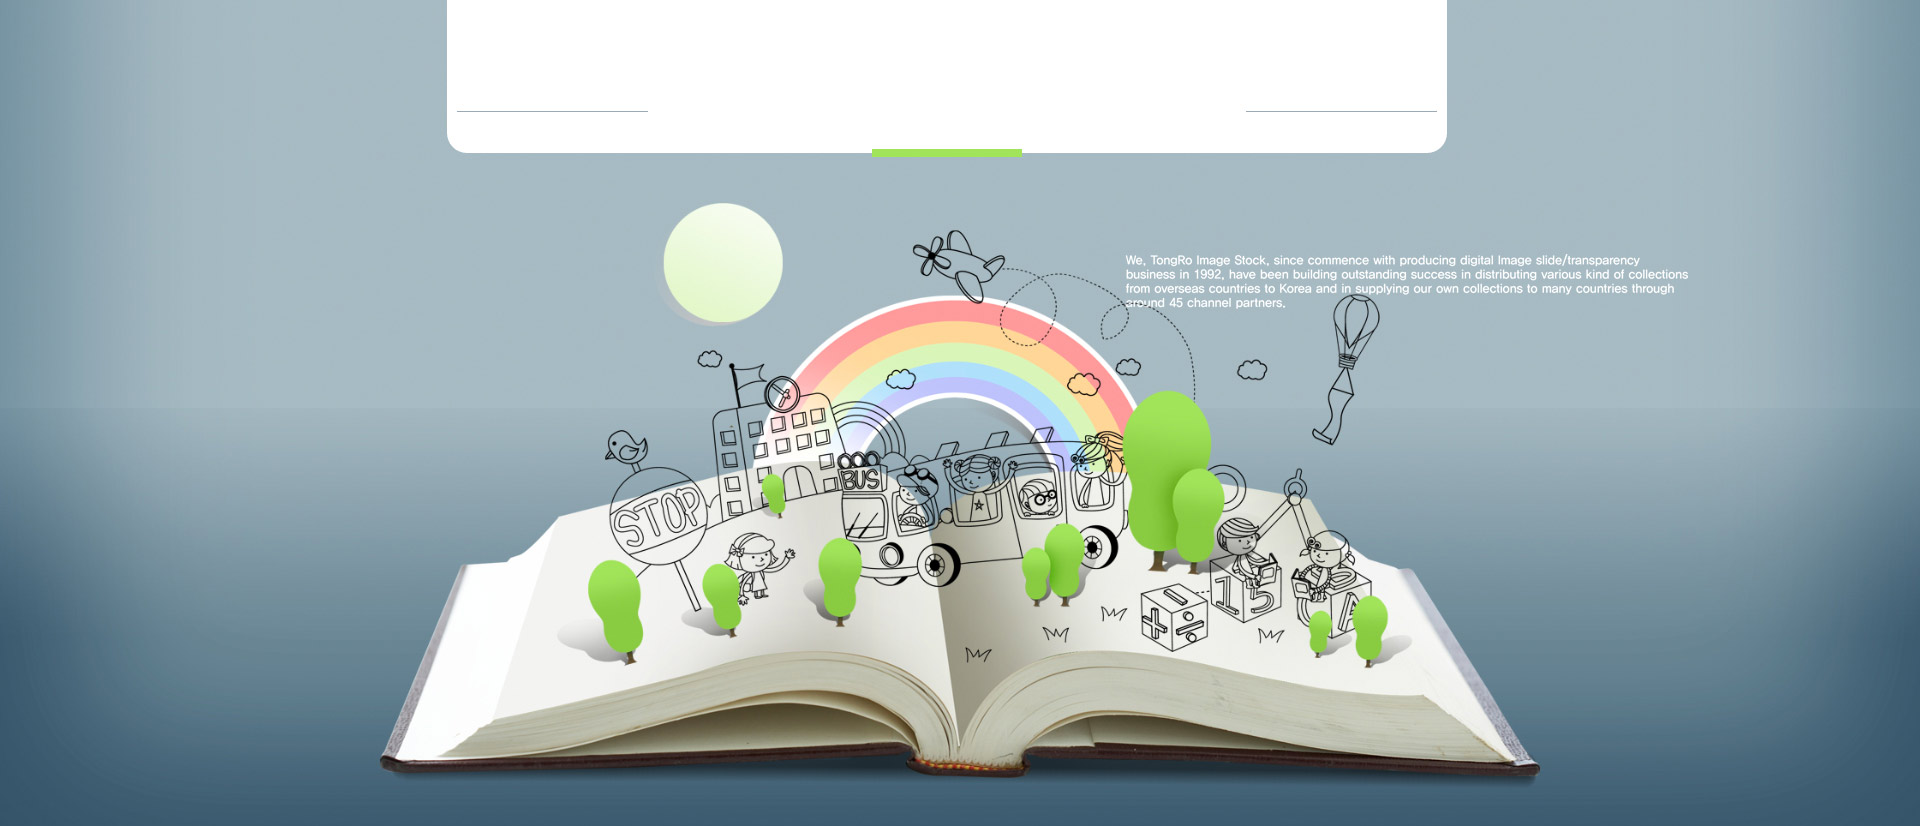 We, TongRo Image Stock, since commence with producing digital Image slide/transparency
business in 1992, have been building outstanding success in distributing various kind of collections
from overseas countries to Korea and in supplying our own collections to many countries through
around 45 channel partners.
BUS
STOP
15
+ ÷
A